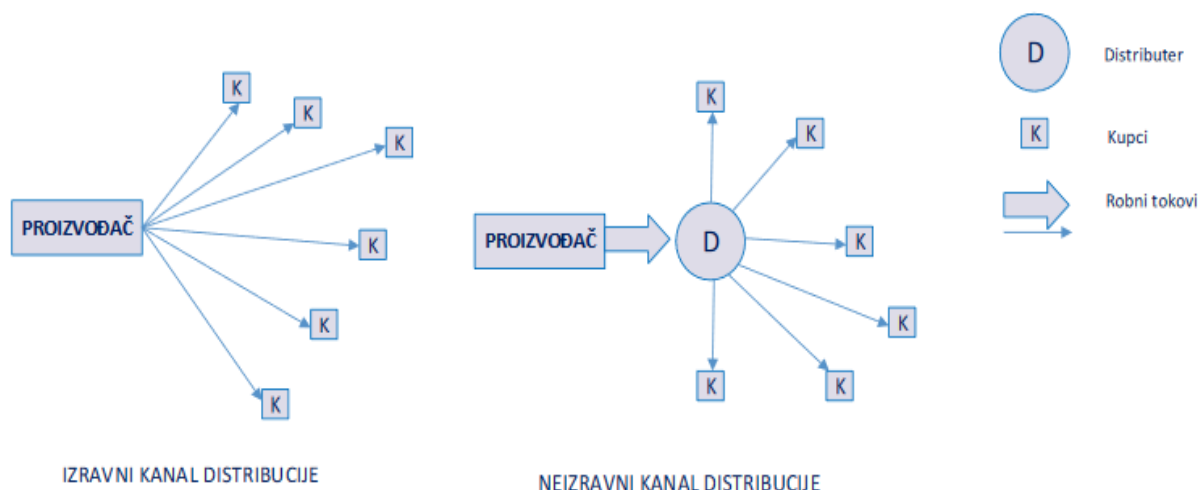 K
K
K
K
K
K
PROIZVOĐAČ
IZRAVNI KANAL DISTRIBUCIJE
K
K
K
K
K
K
PROIZVOĐAČ
D
NEIZRAVNI KANAL DISTRIBUCIJE
D
Distributer
K
Kupci
Robni tokovi